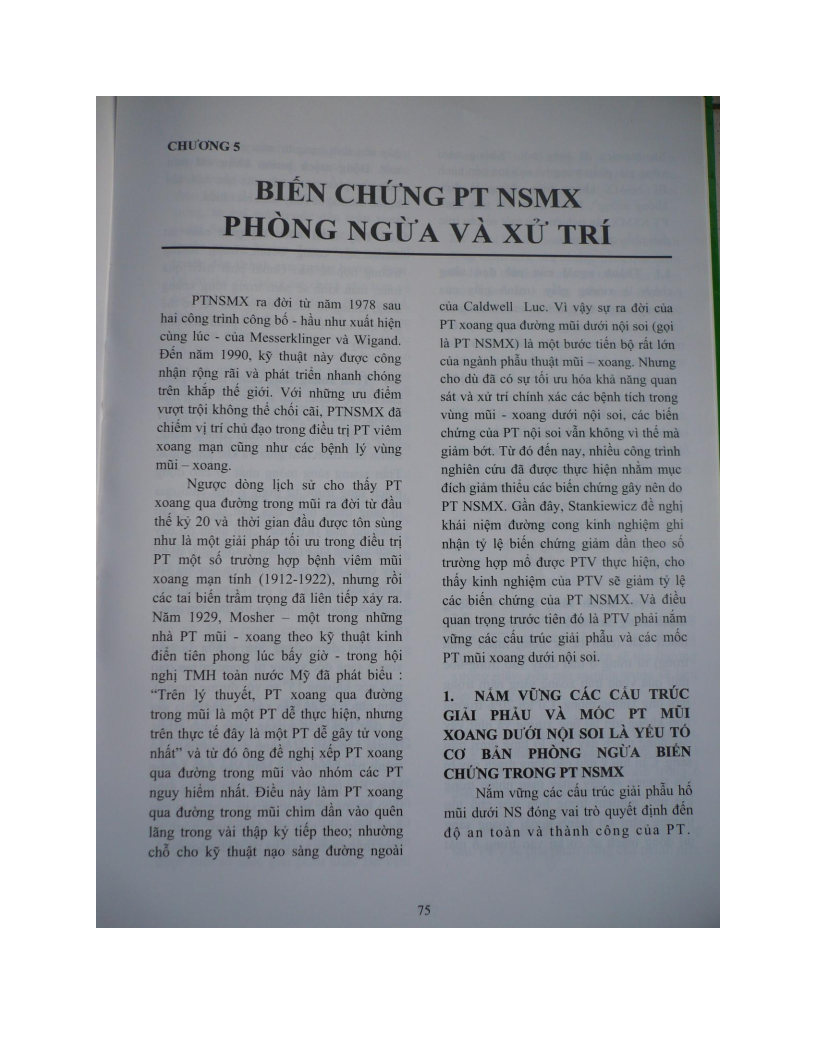 CHƯƠNG 5
BIẾN CHỨNG PT NSMX
PHÒNG NGỪA VÀ XỬ TRÍ
PTNSMX ra đời từ năm 1978 sau
hai công trình công bố - hầu như xuất hiện
cùng lúc - của Messerklinger và Wigand.
Đến năm 1990, kỹ thuật này được công
nhận rộng rãi và phát triển nhanh chóng
trên khắp thế giới. Với những ưu điểm
vượt trội không thể chối cãi, PTNSMX đã
chiếm vị trí chủ đạo trong điều trị PT viêm
xoang mạn cũng như các bệnh lý vùng
mũi – xoang.
Ngược dòng lịch sử cho thấy PT
xoang qua đường trong mũi ra đời từ đầu
thế kỷ 20 và thời gian đầu được tôn sùng
như là một giải pháp tối ưu trong điều trị
PT một số trường hợp bệnh viêm mũi
xoang mạn tính (1912-1922), nhưng rồi
các tai biến trầm trọng đã liên tiếp xảy ra.
Năm 1929, Mosher – một trong những
nhà PT mũi - xoang theo kỹ thuật kinh
điển tiên phong lúc bấy giờ - trong hội
nghị TMH toàn nước Mỹ đã phát biểu :
“Trên lý thuyết, PT xoang qua đường
trong mũi là một PT dễ thực hiện, nhưng
trên thực tế đây là một PT dễ gây tử vong
nhất” và từ đó ông đề nghị xếp PT xoang
qua đường trong mũi vào nhóm các PT
nguy hiểm nhất. Điều này làm PT xoang
qua đường trong mũi chìm dần vào quên
lãng trong vài thập kỷ tiếp theo; nhường
chỗ cho kỹ thuật nạo sàng đường ngoài
của Caldwell Luc. Vì vậy sự ra đời của
PT xoang qua đường mũi dưới nội soi (gọi
là PT NSMX) là một bước tiến bộ rất lớn
của ngành phẫu thuật mũi – xoang. Nhưng
cho dù đã có sự tối ưu hóa khả năng quan
sát và xử trí chính xác các bệnh tích trong
vùng mũi - xoang dưới nội soi, các biến
chứng của PT nội soi vẫn không vì thế mà
giảm bớt. Từ đó đến nay, nhiều công trình
nghiên cứu đã được thực hiện nhằm mục
đích giảm thiểu các biến chứng gây nên do
PT NSMX. Gần đây, Stankiewicz đề nghị
khái niệm đường cong kinh nghiệm ghi
nhận tỷ lệ biến chứng giảm dần theo số
trường hợp mổ được PTV thực hiện, cho
thấy kinh nghiệm của PTV sẽ giảm tỷ lệ
các biến chứng của PT NSMX. Và điều
quan trọng trước tiên đó là PTV phải nắm
vững các cấu trúc giải phẫu và các mốc
PT mũi xoang dưới nội soi.
1. NẮM VỮNG CÁC CẤU TRÚC
GIẢI PHẪU VÀ MỐC PT MŨI
XOANG DƯỚI NỘI SOI LÀ YẾU TỐ
CƠ BẢN PHÒNG NGỪA BIẾN
CHỨNG TRONG PT NSMX
Nắm vững các cấu trúc giải phẫu hố
mũi dưới NS đóng vai trò quyết định đến
độ an toàn và thành công của PT.
75